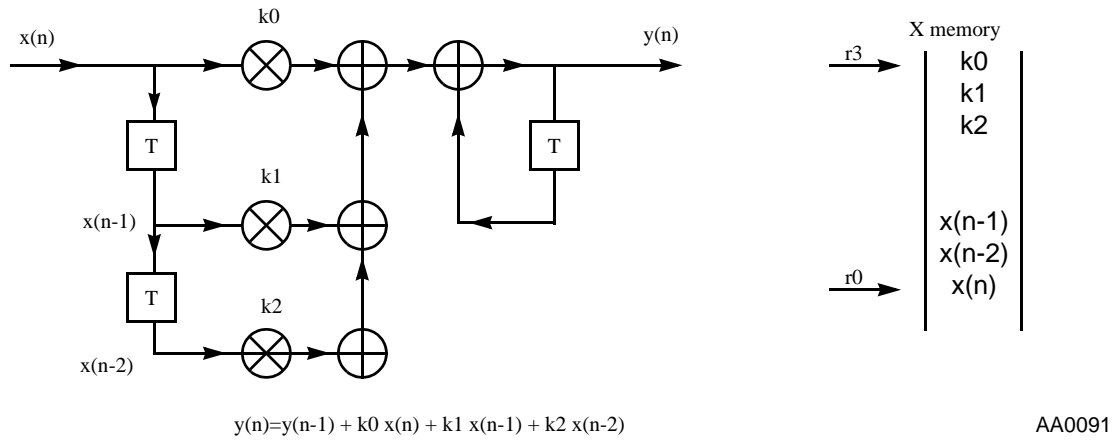 k0
x(n)
y(n)
T
T
k1
x(n-1)
T
k2
x(n-2)
y(n)=y(n-1) + k0 x(n) + k1 x(n-1) + k2 x(n-2)
X memory
r3
k0
k1
k2
x(n-1)
x(n-2)
r0
x(n)
AA0091